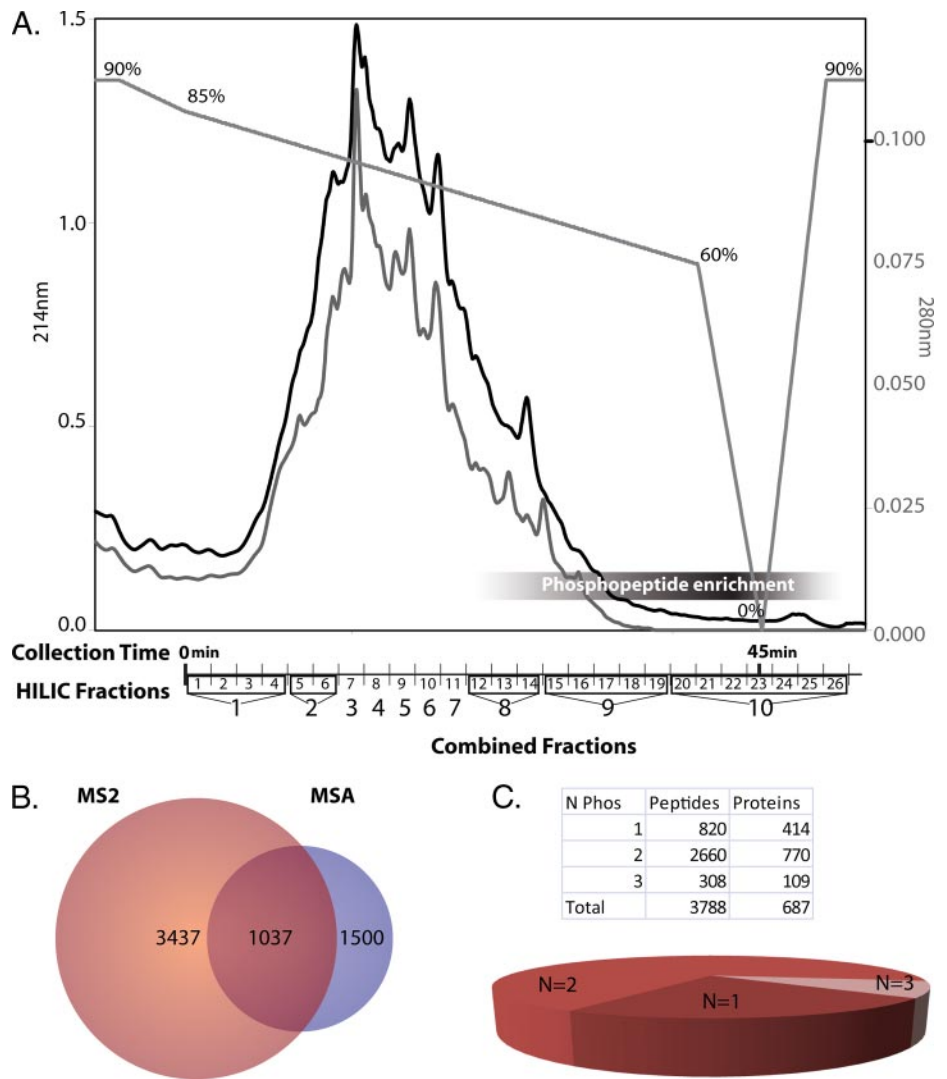 A.
1.5
1.0
0.5
0.0
214nm
90%
85%
60%
0%
90%
0.100
0.075
0.050
0.025
0.000
280nm
Phosphopeptide enrichment
Collection Time 0min 45min
HILIC Fractions 1 2 3 4 5 6 7 8 9 10 11 12 13 14 15 16 17 18 19 20 21 22 23 24 25 26
1 2 3 4 5 6 7 8 9 10
Combined Fractions
B.
MS2 MSA
3437 1037 1500
C.
N Phos Peptides Proteins
1 820 414
2 2660 770
3 308 109
Total 3788 687
N=2 N=1 N=3